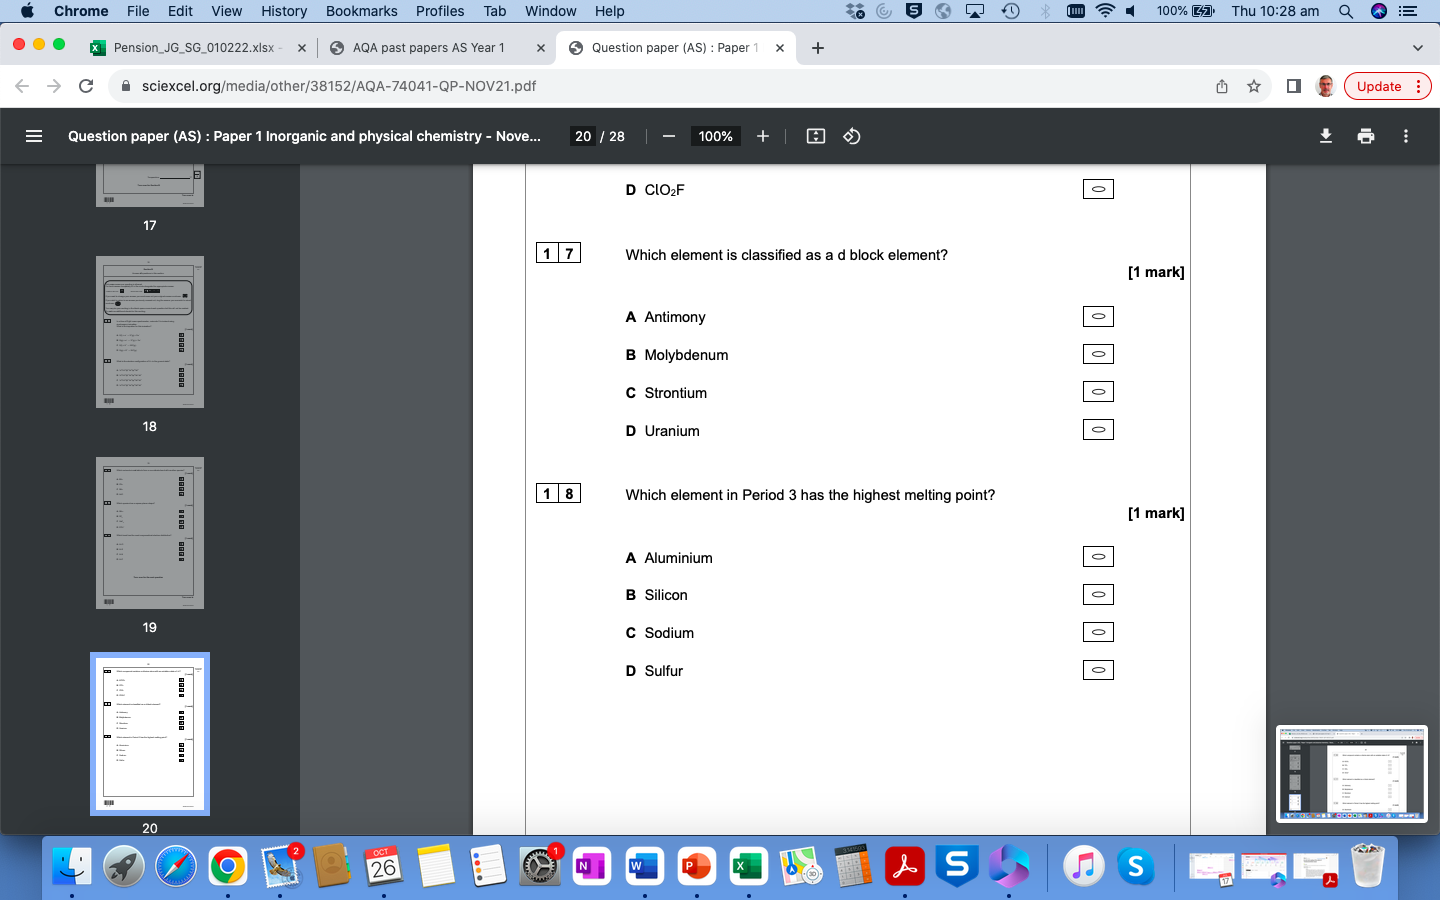 Chrome File Edit View History Bookmarks Profiles Tab Window Help 100% Thu 10:28 am
Pension_JG_SG_010222.xlsx - AQA past papers AS Year 1 Question paper (AS) : Paper 1
sciexcel.org/media/other/38152/AQA-74041-QP-NOV21.pdf Update
Question paper (AS) : Paper 1 Inorganic and physical chemistry - Nove... 20 / 28 100%
17
18
19
20
D ClO₂F
1 7 Which element is classified as a d block element?
[1 mark]
A Antimony
B Molybdenum
C Strontium
D Uranium
1 8 Which element in Period 3 has the highest melting point?
[1 mark]
A Aluminium
B Silicon
C Sodium
D Sulfur
2
OCT
26
1
N
W
P
X
S
S
17